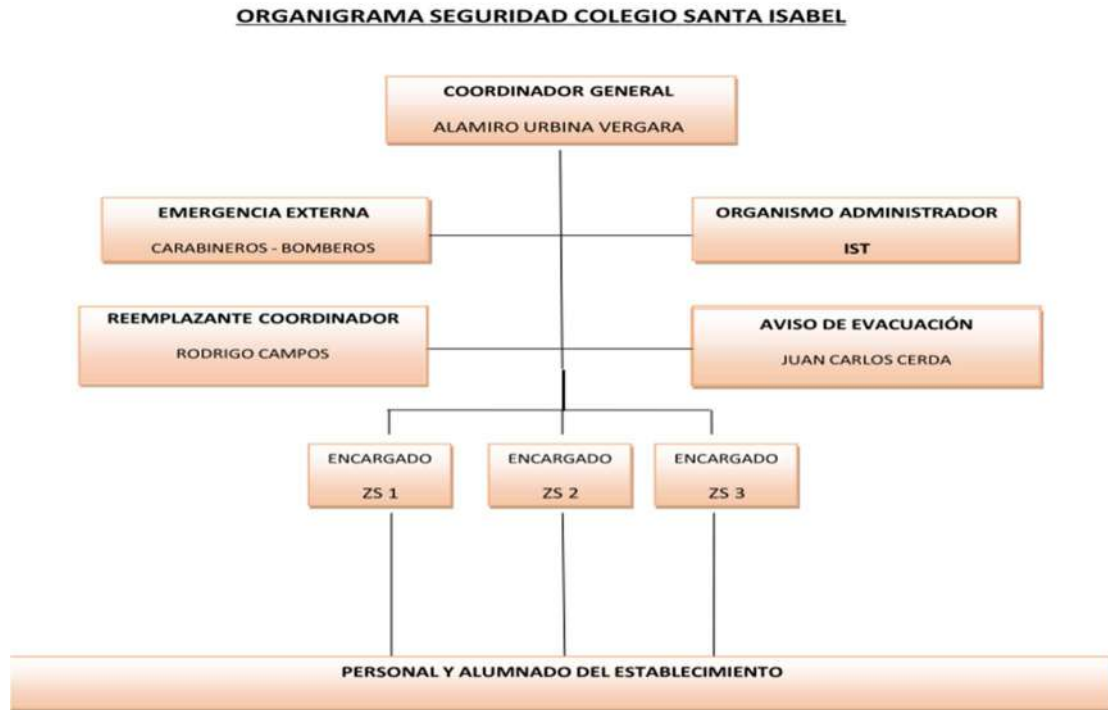 ORGANIGRAMA SEGURIDAD COLEGIO SANTA ISABEL
COORDINADOR GENERAL
ALAMIRO URBINA VERGARA
EMERGENCIA EXTERNA
CARABINEROS - BOMBEROS
ORGANISMO ADMINISTRADOR
IST
REEMPLAZANTE COORDINADOR
RODRIGO CAMPOS
AVISO DE EVACUACIÓN
JUAN CARLOS CERDA
ENCARGADO
ZS 1
ENCARGADO
ZS 2
ENCARGADO
ZS 3
PERSONAL Y ALUMNADO DEL ESTABLECIMIENTO